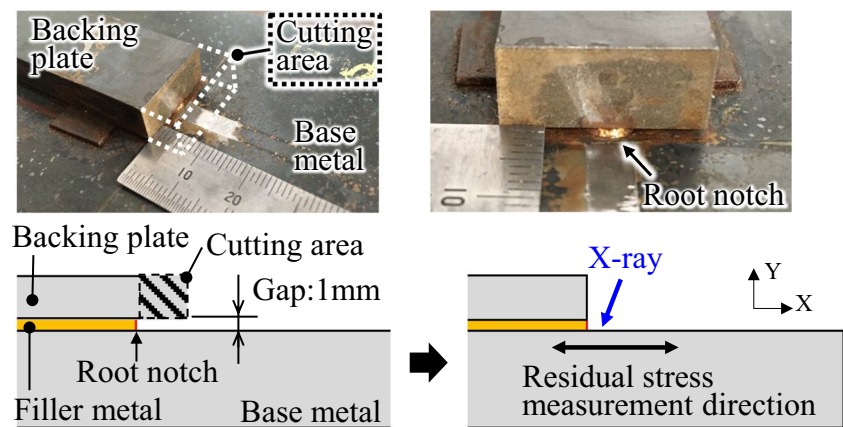 Backing
plate
Cutting
area
Base
metal
10
20
Root notch
10
Backing plate
Cutting area
Gap:1mm
Root notch
Filler metal
Base metal
X-ray
Y
X
Residual stress
measurement direction